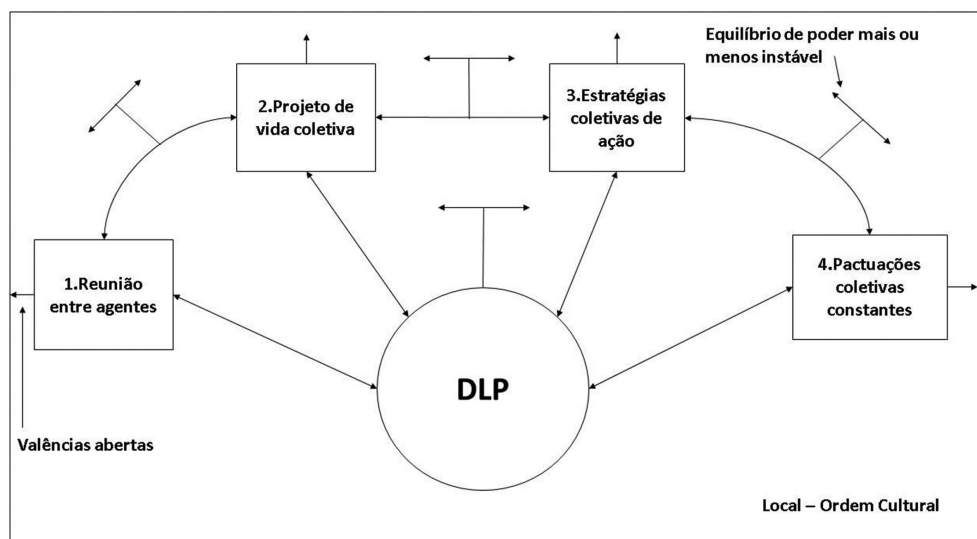 Equilíbrio de poder mais ou
menos instável
2.Projeto de
vida coletiva
3.Estratégias
coletivas de
ação
1.Reunião
entre agentes
4.Pactuações
coletivas
constantes
DLP
Valências abertas
Local – Ordem Cultural